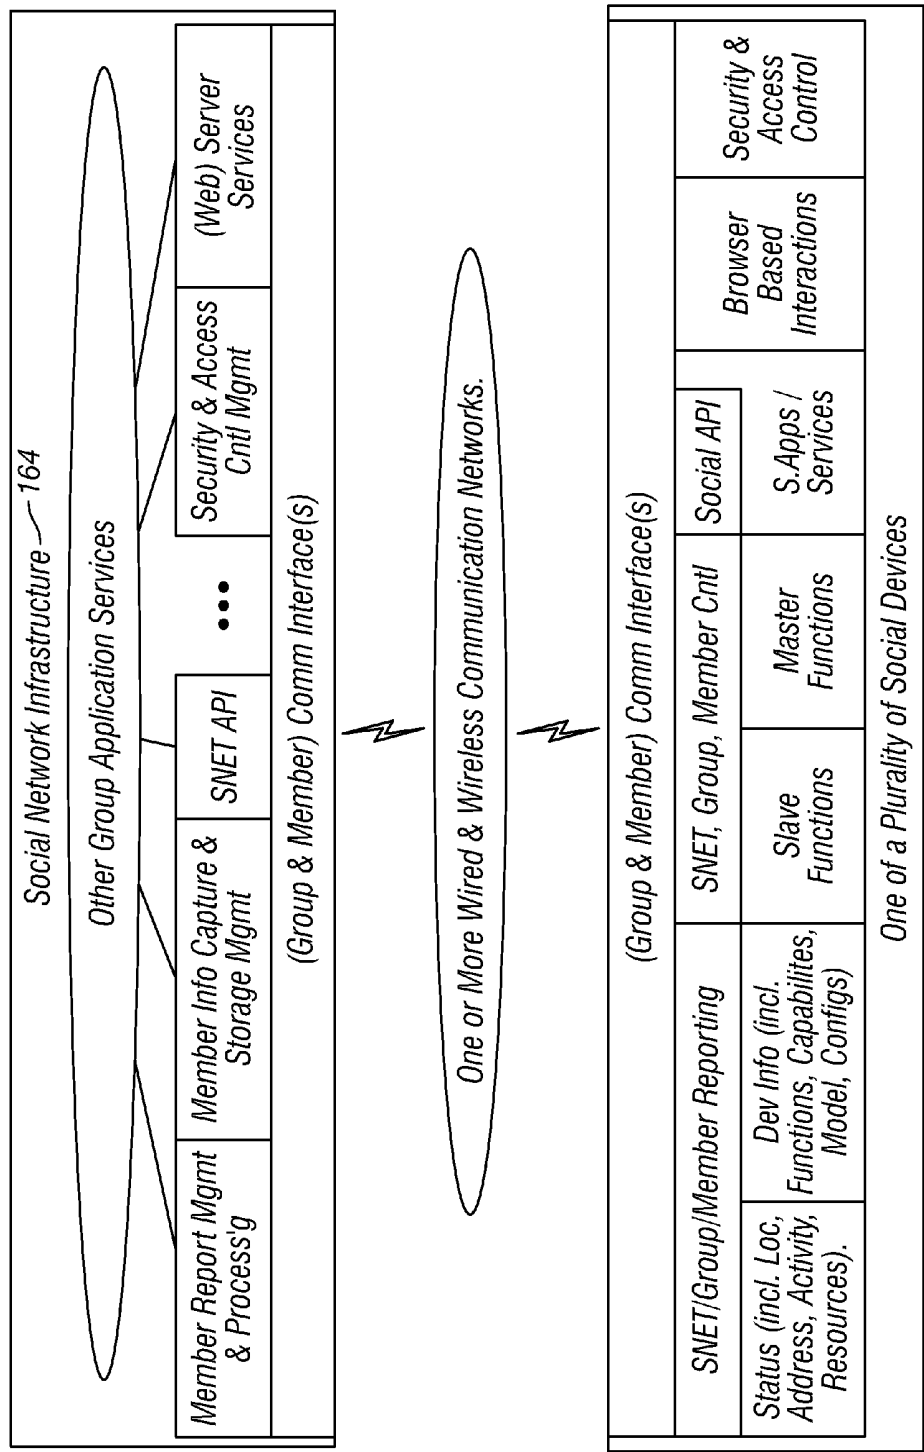 Social Network Infrastructure 164
Other Group Application Services
Member Report Mgmt
& Process'g
Member Info Capture &
Storage Mgmt
SNET API
•••
Security & Access
Cntl Mgmt
(Web) Server
Services
(Group & Member) Comm Interface(s)
One or More Wired & Wireless Communication Networks.
(Group & Member) Comm Interface(s)
SNET/Group/Member Reporting
SNET, Group, Member Cntl
Social API
Status (incl. Loc,
Address, Activity,
Resources).
Dev Info (incl.
Functions, Capabilites,
Model, Configs)
Slave
Functions
Master
Functions
S.Apps /
Services
Browser
Based
Interactions
Security &
Access
Control
One of a Plurality of Social Devices